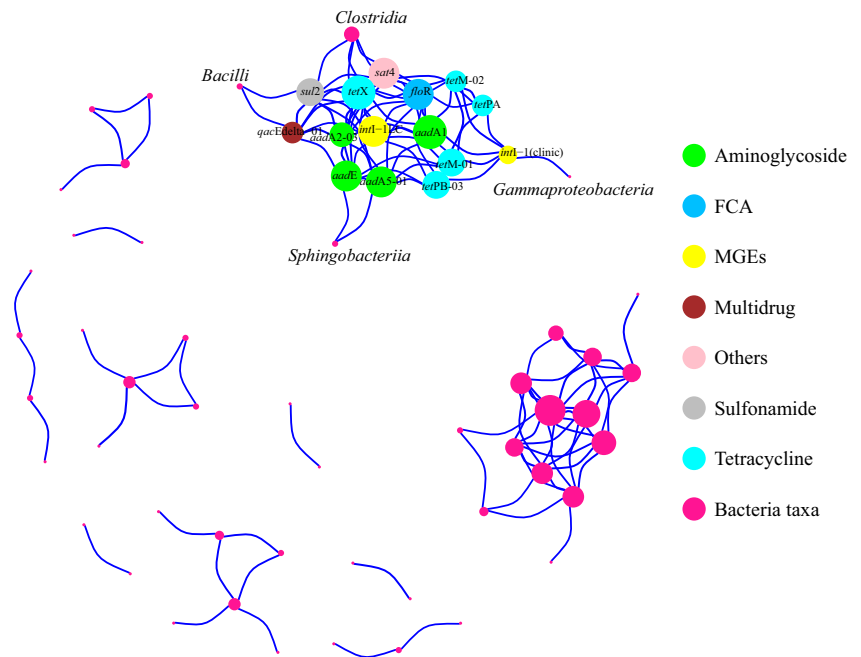 Clostridia
Bacilli
sat4
tetM-02
sul2
tetX
floR
tetPA
qacEdelta-01
aadA2-03
intI-1LC
aadA1
intI-1(clinic)
tetM-01
aadE
aadA5-01
tetPB-03
Gammaproteobacteria
Sphingobacteriia
Aminoglycoside
FCA
MGEs
Multidrug
Others
Sulfonamide
Tetracycline
Bacteria taxa